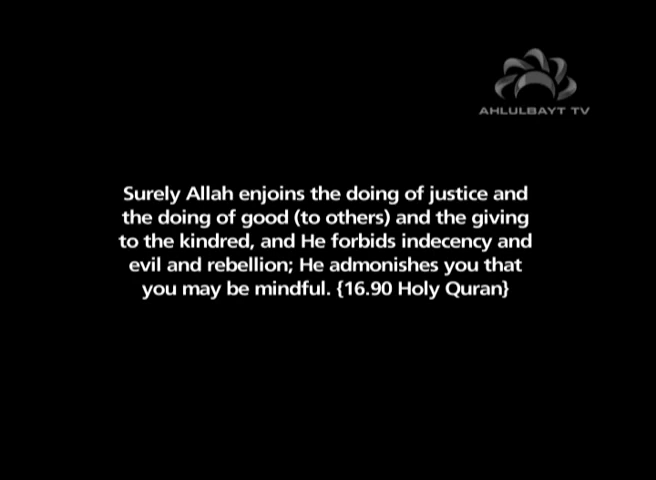 AHLULBAYT TV
Surely Allah enjoins the doing of justice and
the doing of good (to others) and the giving
to the kindred, and He forbids indecency and
evil and rebellion; He admonishes you that
you may be mindful. {16.90 Holy Quran}